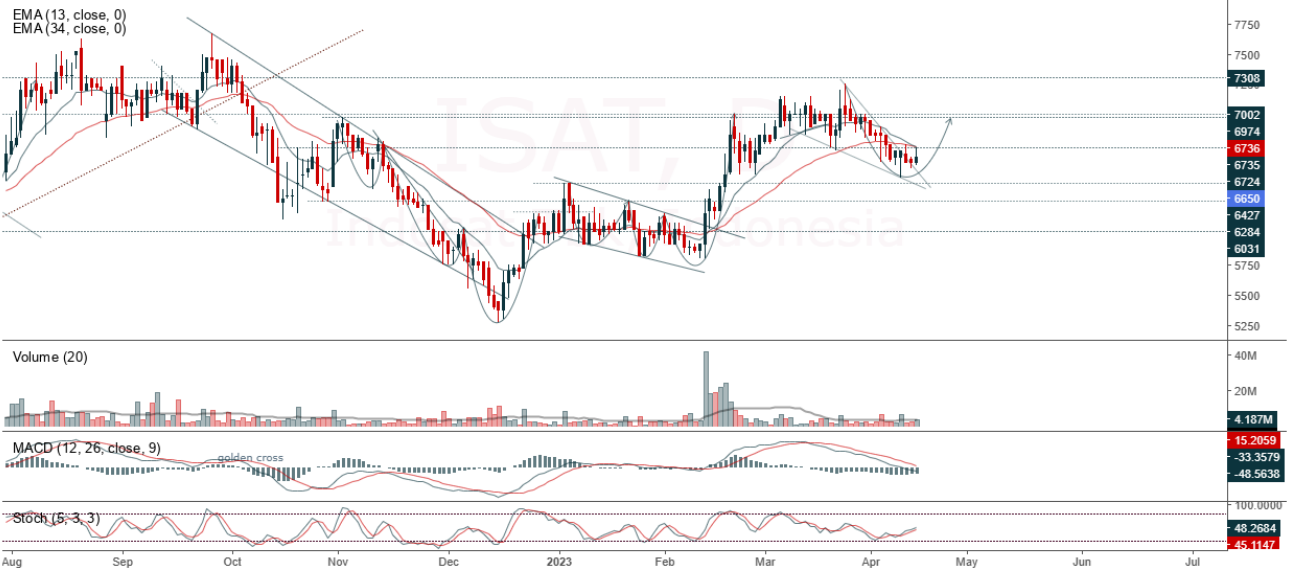 EMA (13, close, 0)
EMA (34, close, 0)
ISAT, D
7750
7500
7308
7002
6974
6736
6735
6724
6650
6427
6284
6031
5750
5500
5250
Volume (20)
40M
20M
4.187M
MACD (12, 26, close, 9)
golden cross
15.2059
-33.3579
-48.5638
Stoch (5, 3, 3)
100.0000
48.2684
45.1147
Aug Sep Oct Nov Dec 2023 Feb Mar Apr May Jun Jul